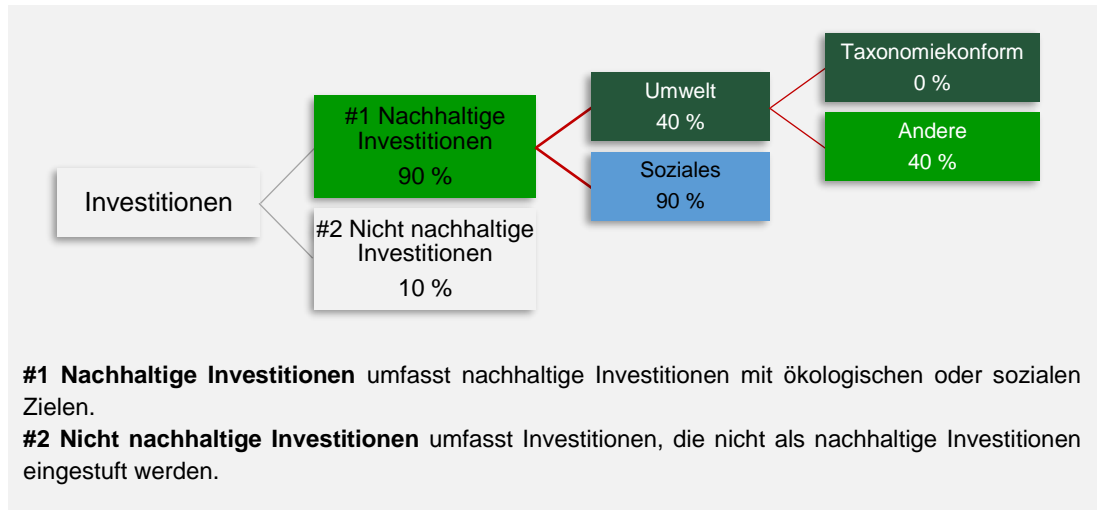 Investitionen
#1 Nachhaltige
Investitionen
90 %
#2 Nicht nachhaltige
Investitionen
10 %
Umwelt
40 %
Soziales
90 %
Taxonomiekonform
0 %
Andere
40 %
#1 Nachhaltige Investitionen umfasst nachhaltige Investitionen mit ökologischen oder sozialen
Zielen.
#2 Nicht nachhaltige Investitionen umfasst Investitionen, die nicht als nachhaltige Investitionen
eingestuft werden.